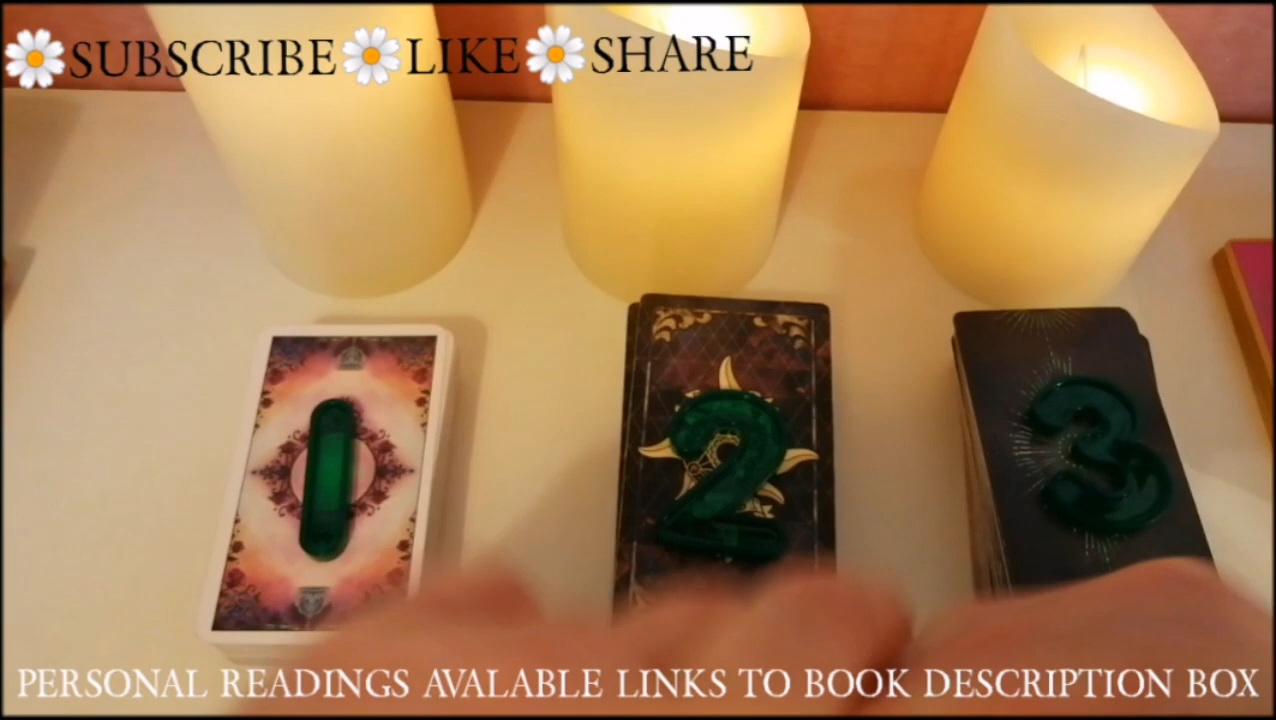 🌼SUBSCRIBE🌼LIKE🌼SHARE
1
2
3
PERSONAL READINGS AVALABLE LINKS TO BOOK DESCRIPTION BOX